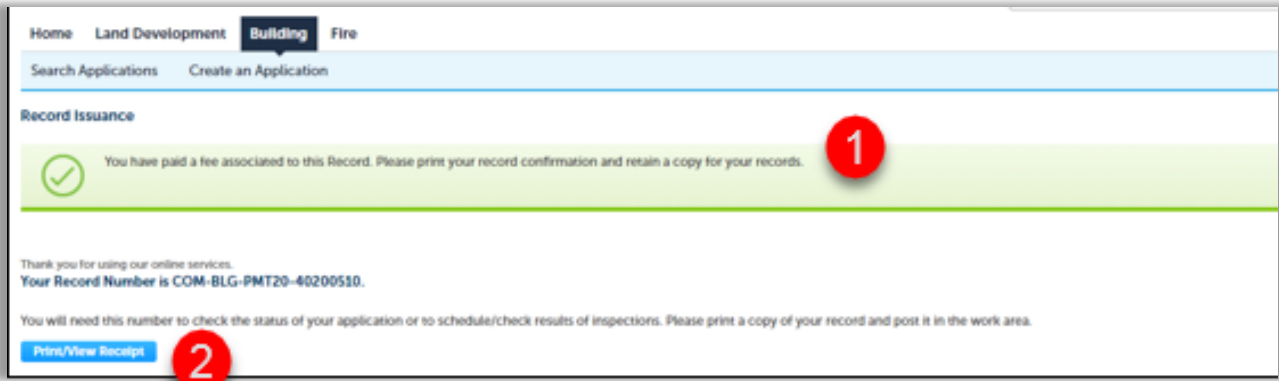 Home Land Development Building Fire
Search Applications Create an Application
Record Issuance
You have paid a fee associated to this Record. Please print your record confirmation and retain a copy for your records.
1
Thank you for using our online services.
Your Record Number is COM-BLG-PMT20-40200510.
You will need this number to check the status of your application or to schedule/check results of inspections. Please print a copy of your record and post it in the work area.
Print/View Receipt
2